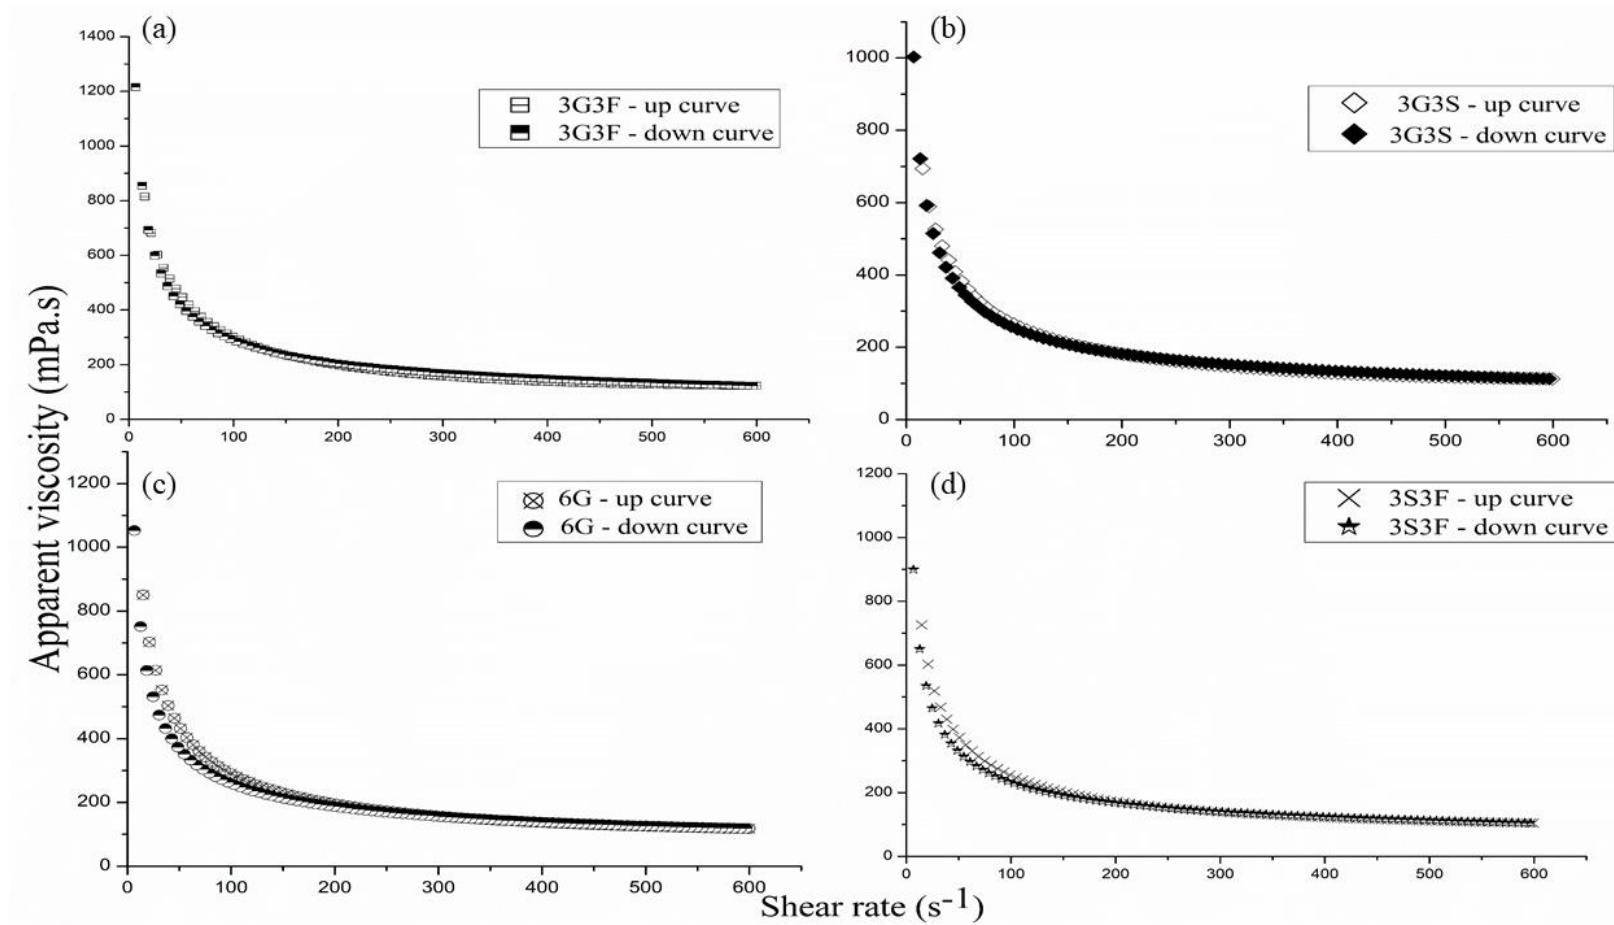 Apparent viscosity (mPa.s)
(a)
1400
1200
1000
800
600
400
200
0
0 100 200 300 400 500 600
3G3F - up curve
3G3F - down curve
(b)
1000
800
600
400
200
0
0 100 200 300 400 500 600
3G3S - up curve
3G3S - down curve
(c)
1200
1000
800
600
400
200
0
0 100 200 300 400 500 600
6G - up curve
6G - down curve
(d)
1200
1000
800
600
400
200
0
0 100 200 300 400 500 600
3S3F - up curve
3S3F - down curve
Shear rate (s-1)